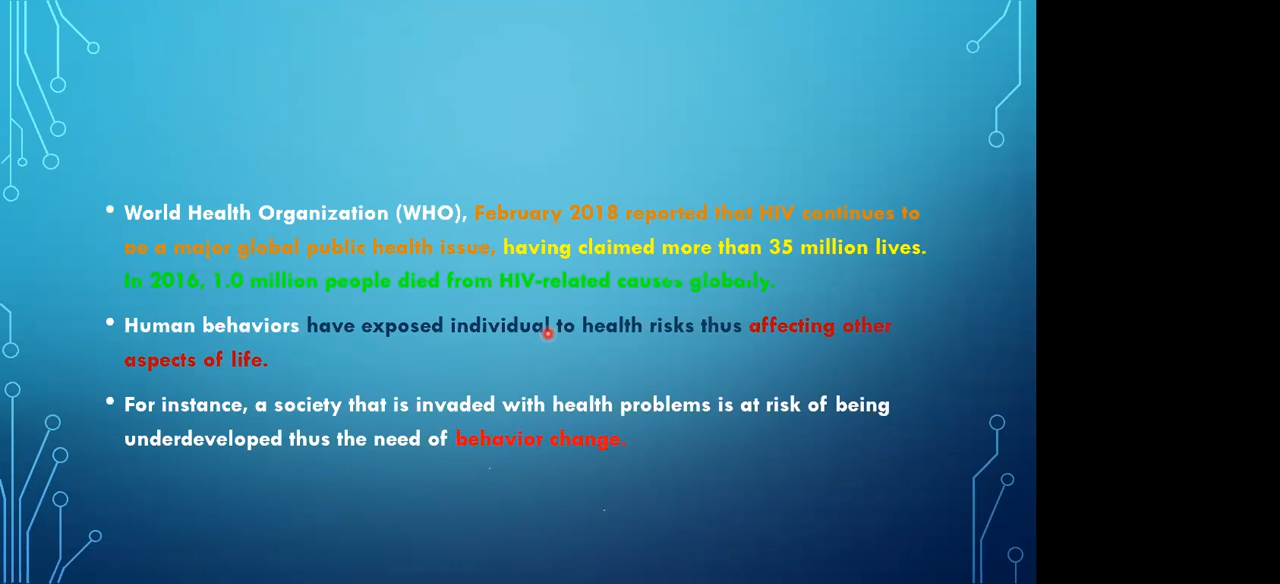 • World Health Organization (WHO), February 2018 reported that HIV continues to
be a major global public health issue, having claimed more than 35 million lives.
In 2016, 1.0 million people died from HIV-related causes globally.
• Human behaviors have exposed individual to health risks thus affecting other
aspects of life.
• For instance, a society that is invaded with health problems is at risk of being
underdeveloped thus the need of behavior change.